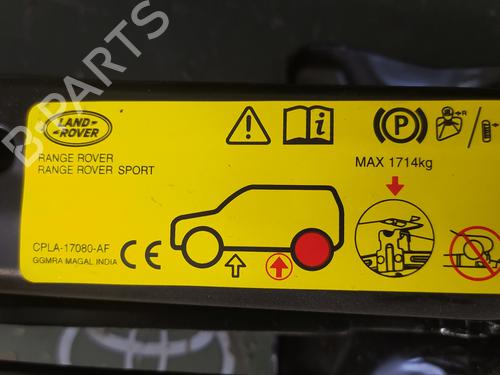 B-PARTS
LAND
ROVER
RANGE ROVER
RANGE ROVER SPORT
CPLA-17080-AF
GGMRA MAGAL INDIA
CE
i
P
R
MAX 1714kg